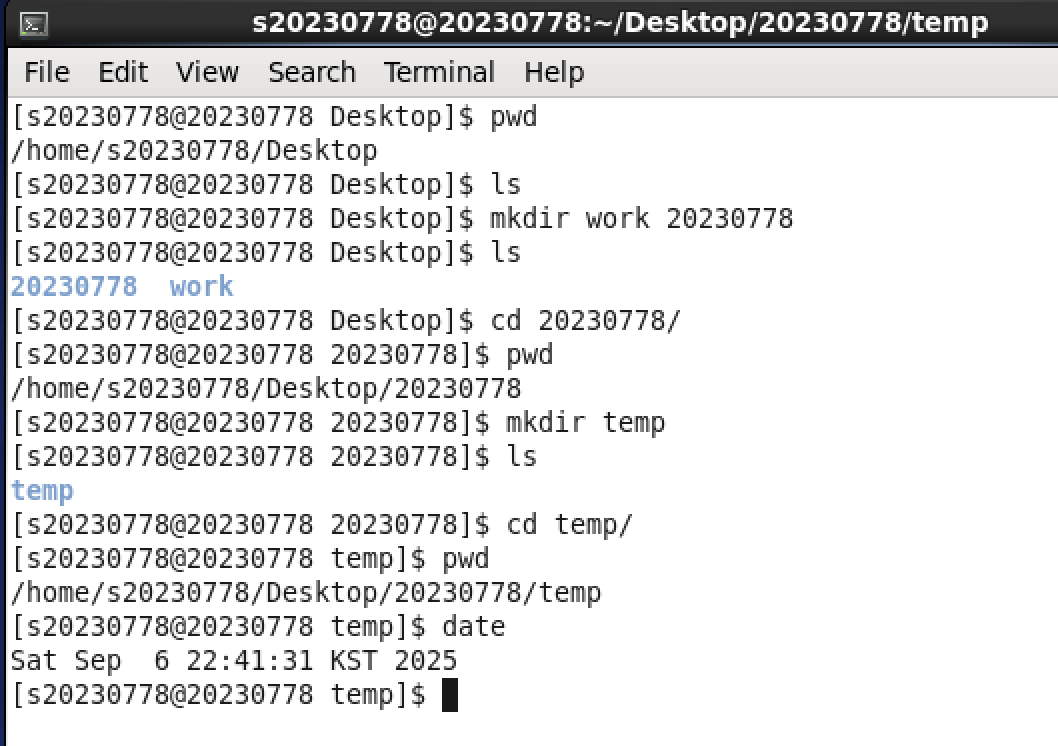 s20230778@20230778:~/Desktop/20230778/temp
File Edit View Search Terminal Help
[s20230778@20230778 Desktop]$ pwd
/home/s20230778/Desktop
[s20230778@20230778 Desktop]$ ls
[s20230778@20230778 Desktop]$ mkdir work 20230778
[s20230778@20230778 Desktop]$ ls
20230778  work
[s20230778@20230778 Desktop]$ cd 20230778/
[s20230778@20230778 20230778]$ pwd
/home/s20230778/Desktop/20230778
[s20230778@20230778 20230778]$ mkdir temp
[s20230778@20230778 20230778]$ ls
temp
[s20230778@20230778 20230778]$ cd temp/
[s20230778@20230778 temp]$ pwd
/home/s20230778/Desktop/20230778/temp
[s20230778@20230778 temp]$ date
Sat Sep  6 22:41:31 KST 2025
[s20230778@20230778 temp]$